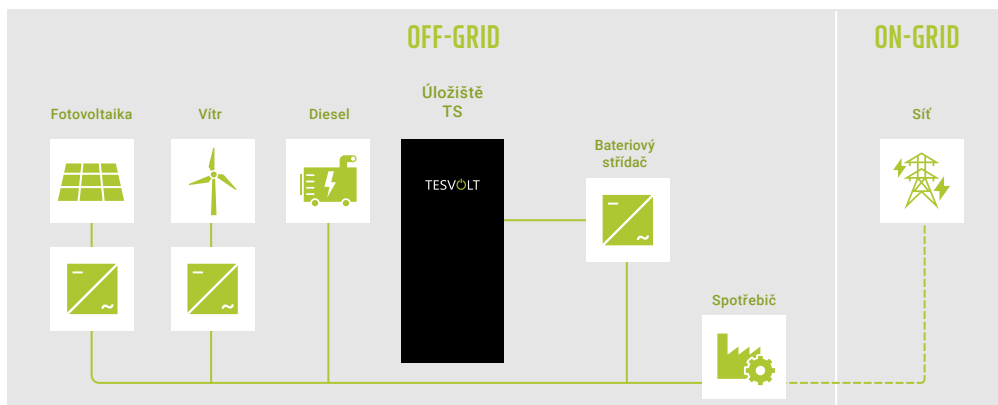 OFF-GRID
ON-GRID
Fotovoltaika
Vítr
Diesel
Úložiště
TS
Bateriový
střídač
Síť
TESVOLT
Spotřebič